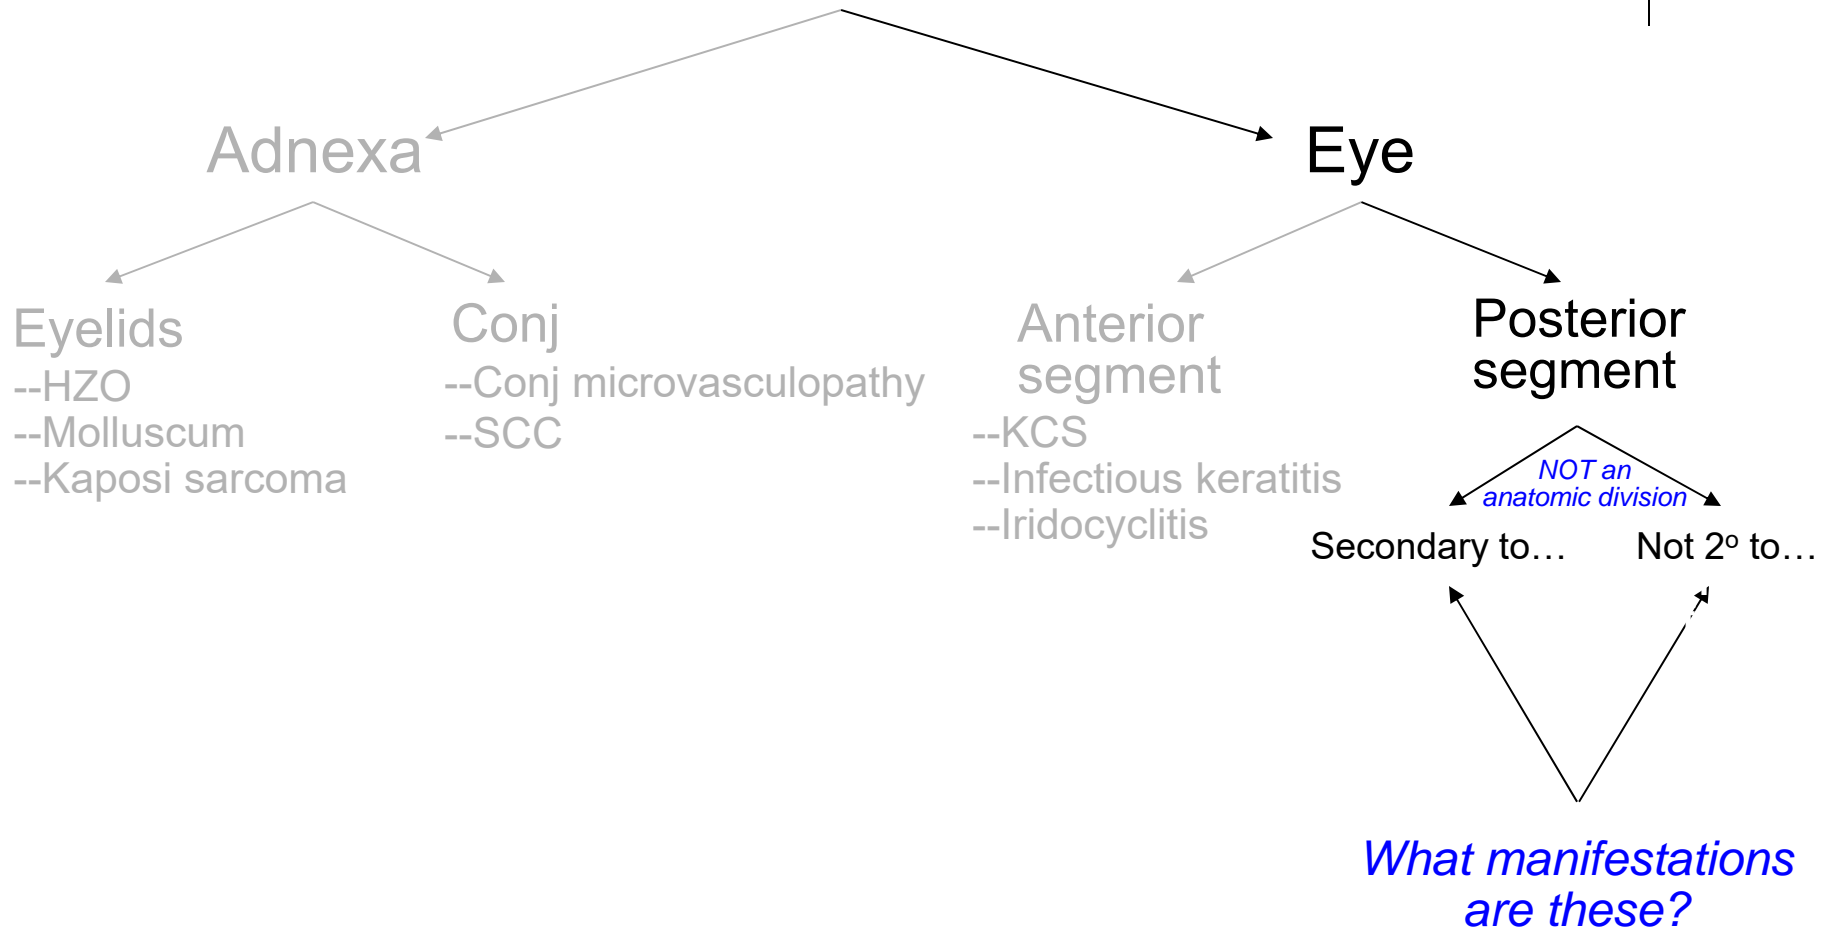 Adnexa
Eye
Eyelids
--HZO
--Molluscum
--Kaposi sarcoma
Conj
--Conj microvasculopathy
--SCC
Anterior
segment
--KCS
--Infectious keratitis
--Iridocyclitis
Posterior
segment
NOT an
anatomic division
Secondary to…
Not 2º to…
What manifestations
are these?